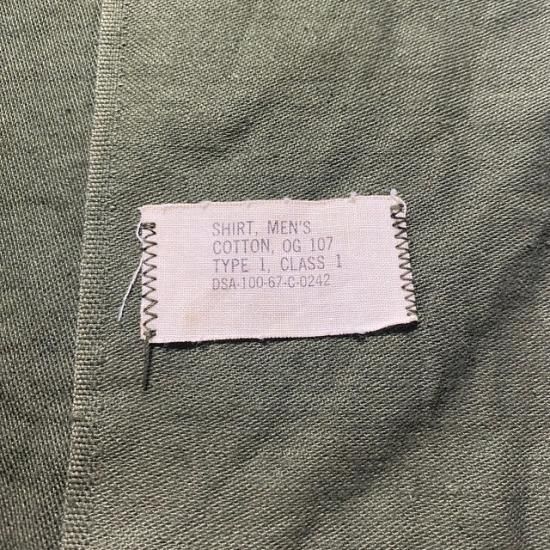 SHIRT, MEN'S
COTTON, OG 107
TYPE 1, CLASS 1
DSA-100-67-C-0242